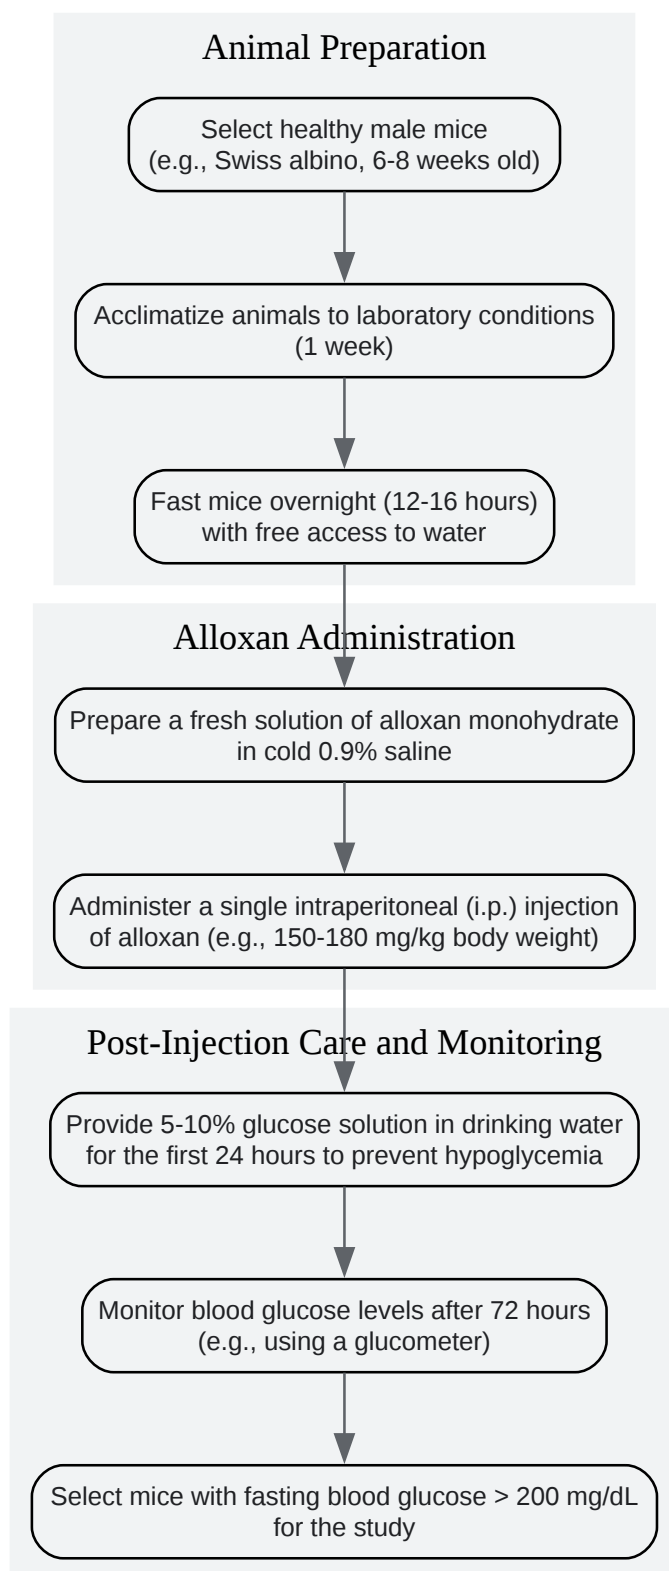 Animal Preparation
Select healthy male mice
(e.g., Swiss albino, 6-8 weeks old)
Acclimatize animals to laboratory conditions
(1 week)
Fast mice overnight (12-16 hours)
with free access to water
Alloxan Administration
Prepare a fresh solution of alloxan monohydrate
in cold 0.9% saline
Administer a single intraperitoneal (i.p.) injection
of alloxan (e.g., 150-180 mg/kg body weight)
Post-Injection Care and Monitoring
Provide 5-10% glucose solution in drinking water
for the first 24 hours to prevent hypoglycemia
Monitor blood glucose levels after 72 hours
(e.g., using a glucometer)
Select mice with fasting blood glucose > 200 mg/dL
for the study